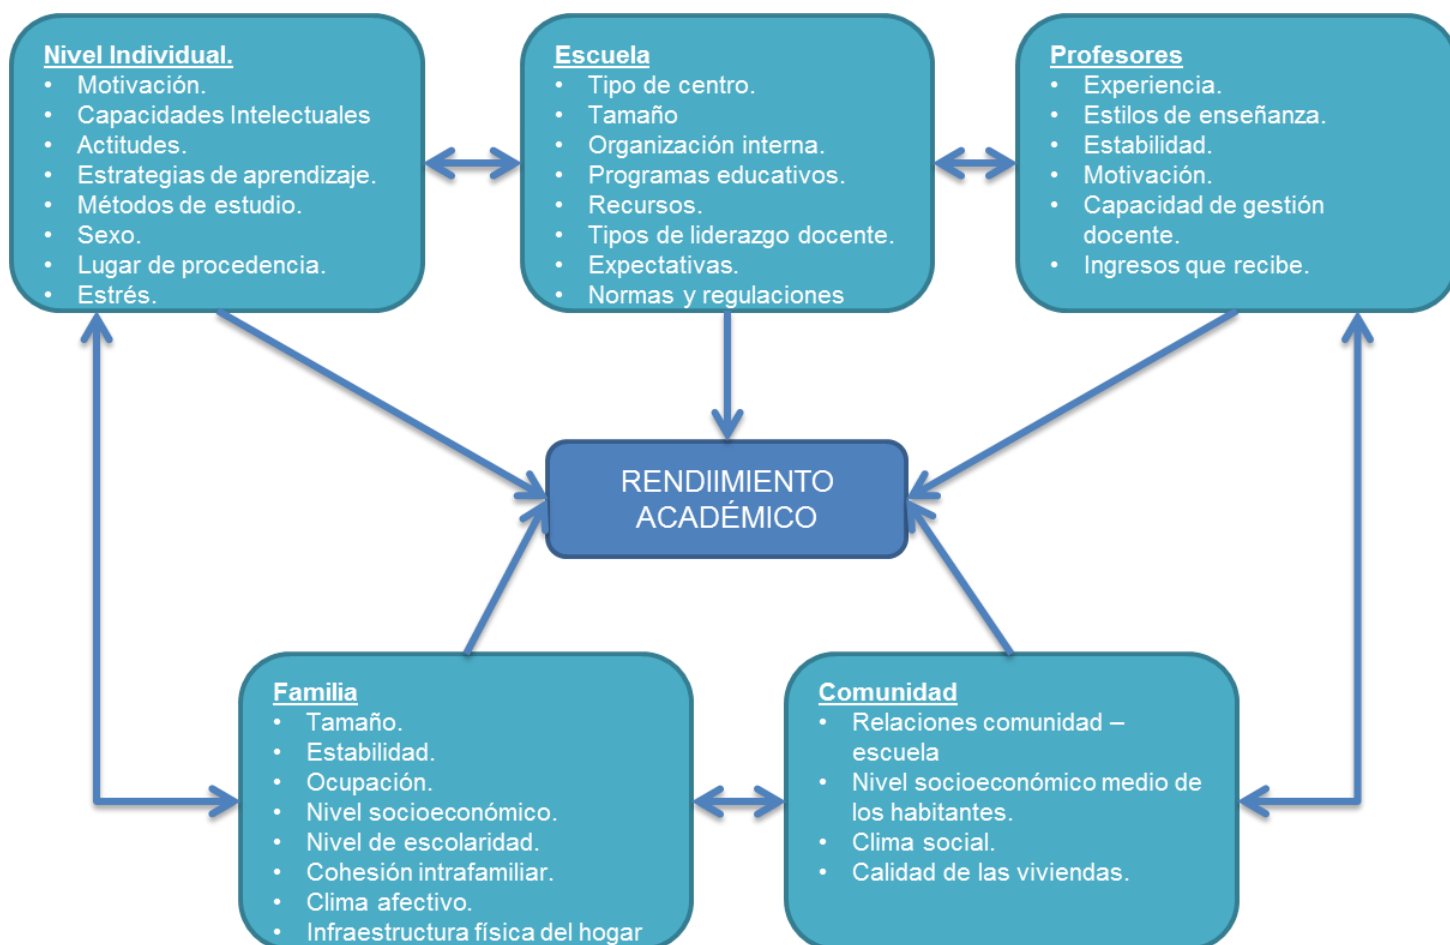 Nivel Individual.
• Motivación.
• Capacidades Intelectuales
• Actitudes.
• Estrategias de aprendizaje.
• Métodos de estudio.
• Sexo.
• Lugar de procedencia.
• Estrés.
Escuela
• Tipo de centro.
• Tamaño
• Organización interna.
• Programas educativos.
• Recursos.
• Tipos de liderazgo docente.
• Expectativas.
• Normas y regulaciones
Profesores
• Experiencia.
• Estilos de enseñanza.
• Estabilidad.
• Motivación.
• Capacidad de gestión
docente.
• Ingresos que recibe.
RENDIIMIENTO
ACADÉMICO
Familia
• Tamaño.
• Estabilidad.
• Ocupación.
• Nivel socioeconómico.
• Nivel de escolaridad.
• Cohesión intrafamiliar.
• Clima afectivo.
• Infraestructura física del hogar
Comunidad
• Relaciones comunidad –
escuela
• Nivel socioeconómico medio de
los habitantes.
• Clima social.
• Calidad de las viviendas.